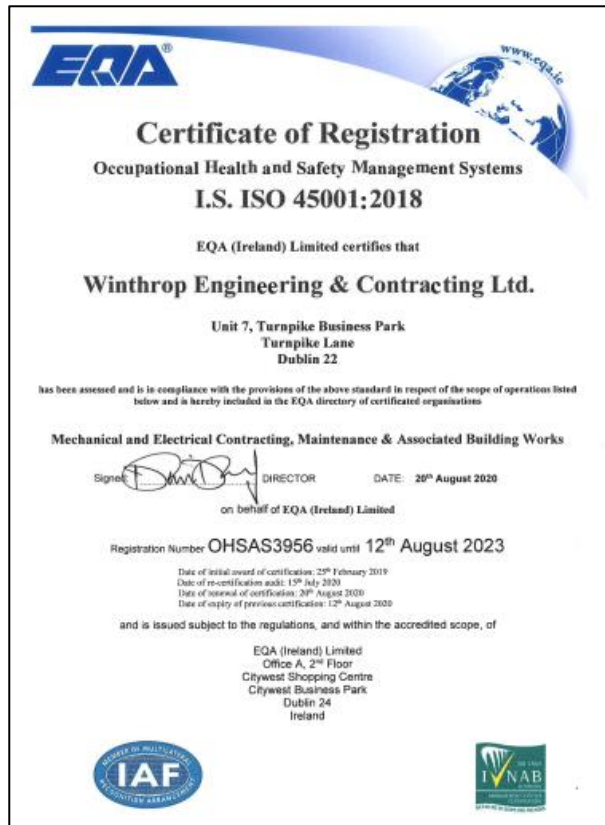 EQA®
www.eqa.ie
Certificate of Registration
Occupational Health and Safety Management Systems
I.S. ISO 45001:2018
EQA (Ireland) Limited certifies that
Winthrop Engineering & Contracting Ltd.
Unit 7, Turnpike Business Park
Turnpike Lane
Dublin 22
has been assessed and is in compliance with the provisions of the above standard in respect of the scope of operations listed
below and is hereby included in the EQA directory of certificated organisations
Mechanical and Electrical Contracting, Maintenance & Associated Building Works
Signed: DIRECTOR DATE: 20th August 2020
on behalf of EQA (Ireland) Limited
Registration Number OHSAS3956 valid until 12th August 2023
Date of initial award of certification: 25th February 2019
Date of re-certification audit: 15th July 2020
Date of renewal of certification: 20th August 2020
Date of expiry of previous certification: 12th August 2020
and is issued subject to the regulations, and within the accredited scope, of
EQA (Ireland) Limited
Office A, 2nd Floor
Citywest Shopping Centre
Citywest Business Park
Dublin 24
Ireland
MEMBER OF MULTILATERAL
IAF
RECOGNITION ARRANGEMENT
INAB